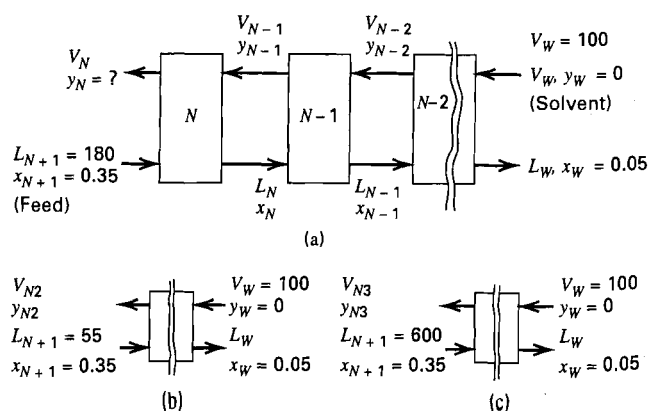 V_{N-1}
y_{N-1}
V_{N-2}
y_{N-2}
V_N
y_N = ?
V_W = 100
V_W, y_W = 0
(Solvent)
N
N-1
N-2
L_{N+1} = 180
x_{N+1} = 0.35
(Feed)
L_N
x_N
L_{N-1}
x_{N-1}
L_W, x_W = 0.05
(a)
V_{N2}
y_{N2}
V_W = 100
y_W = 0
L_{N+1} = 55
x_{N+1} = 0.35
L_W
x_W = 0.05
(b)
V_{N3}
y_{N3}
V_W = 100
y_W = 0
L_{N+1} = 600
x_{N+1} = 0.35
L_W
x_W = 0.05
(c)